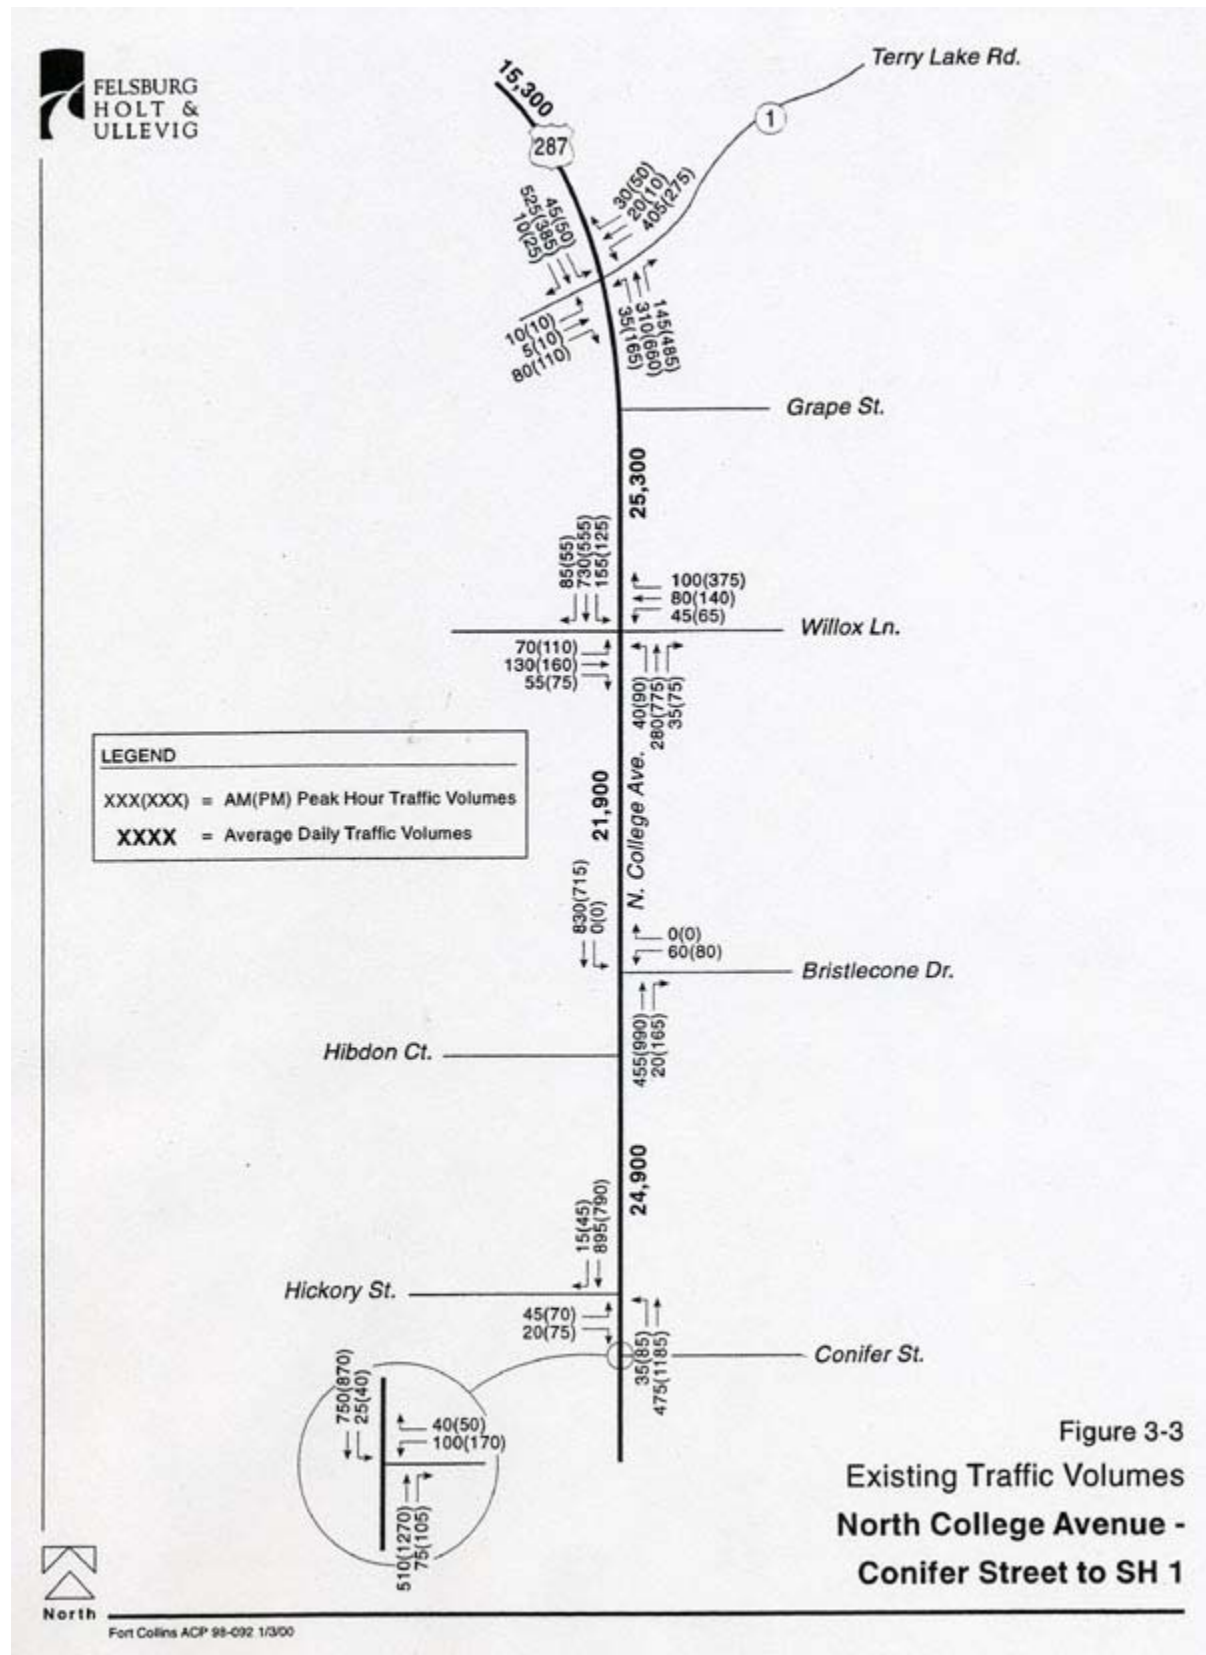 FELSBURG
HOLT &
ULLEVIG
15,300
287
Terry Lake Rd.
1
30(50)
20(10)
405(275)
45(50)
525(385)
10(25)
10(10)
5(10)
80(110)
145(485)
310(660)
35(165)
Grape St.
25,300
85(55)
730(555)
155(125)
100(375)
80(140)
45(65)
Willox Ln.
70(110)
130(160)
55(75)
40(90)
280(775)
35(75)
LEGEND
XXX(XXX) = AM(PM) Peak Hour Traffic Volumes
XXXX = Average Daily Traffic Volumes
21,900
N. College Ave.
830(715)
0(0)
0(0)
60(80)
Bristlecone Dr.
455(990)
20(165)
Hibdon Ct.
24,900
15(45)
895(790)
Hickory St.
45(70)
20(75)
35(85)
475(1185)
Conifer St.
750(870)
25(40)
40(50)
100(170)
510(1270)
75(105)
Figure 3-3
Existing Traffic Volumes
North College Avenue -
Conifer Street to SH 1
North
Fort Collins ACP 98-092 1/3/00